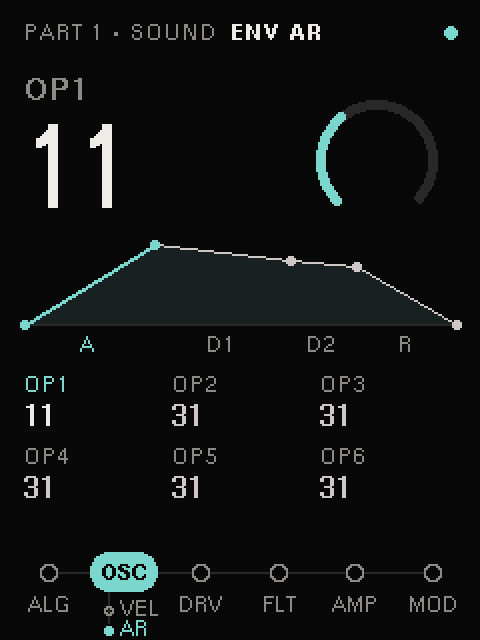 PART 1 · SOUND ENV AR
OP1
11
A D1 D2 R
OP1 OP2 OP3
11 31 31
OP4 OP5 OP6
31 31 31
OSC
ALG DRV FLT AMP MOD
VEL
AR